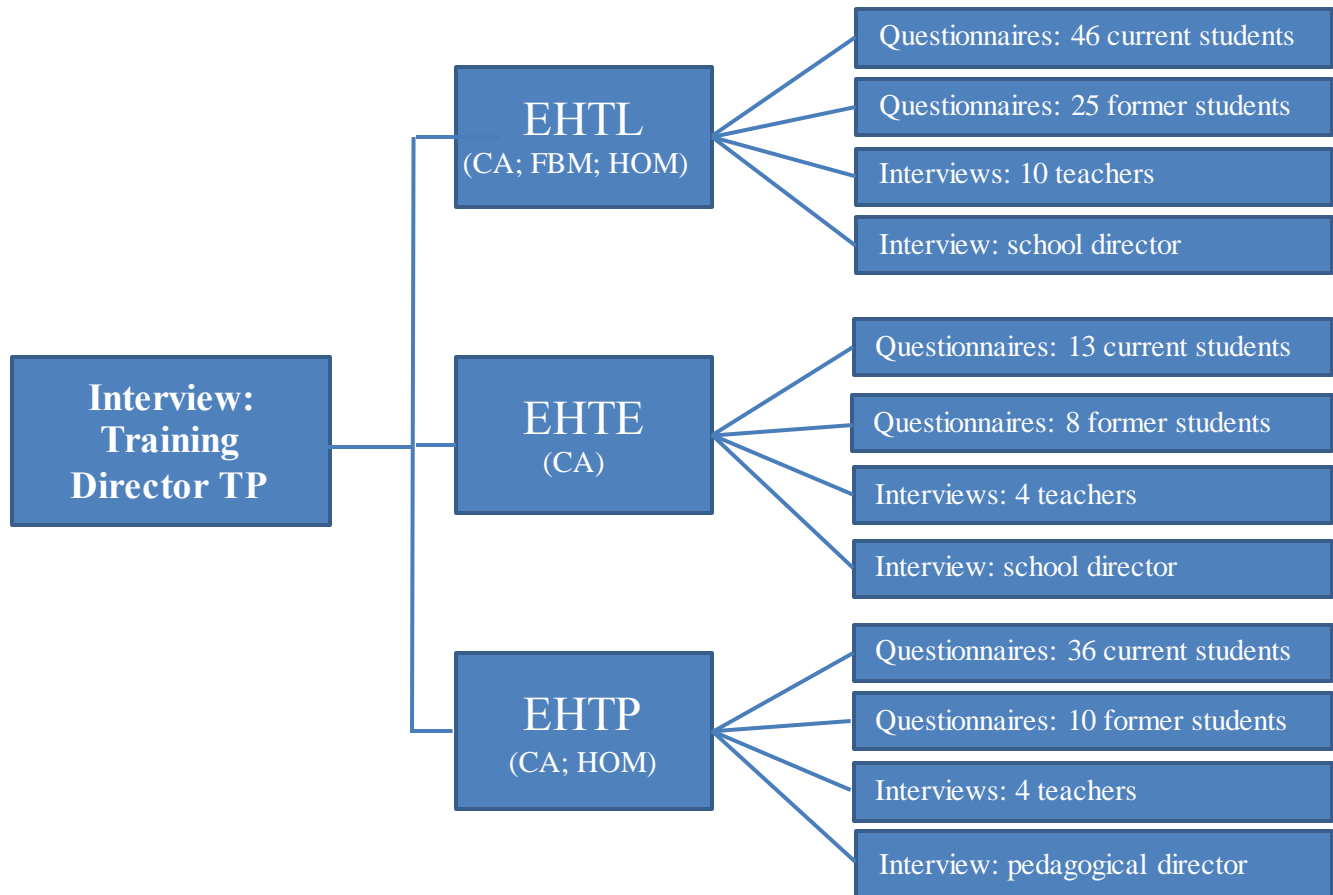 Interview:
Training
Director TP
EHTL
(CA; FBM; HOM)
Questionnaires: 46 current students
Questionnaires: 25 former students
Interviews: 10 teachers
Interview: school director
EHTE
(CA)
Questionnaires: 13 current students
Questionnaires: 8 former students
Interviews: 4 teachers
Interview: school director
EHTP
(CA; HOM)
Questionnaires: 36 current students
Questionnaires: 10 former students
Interviews: 4 teachers
Interview: pedagogical director